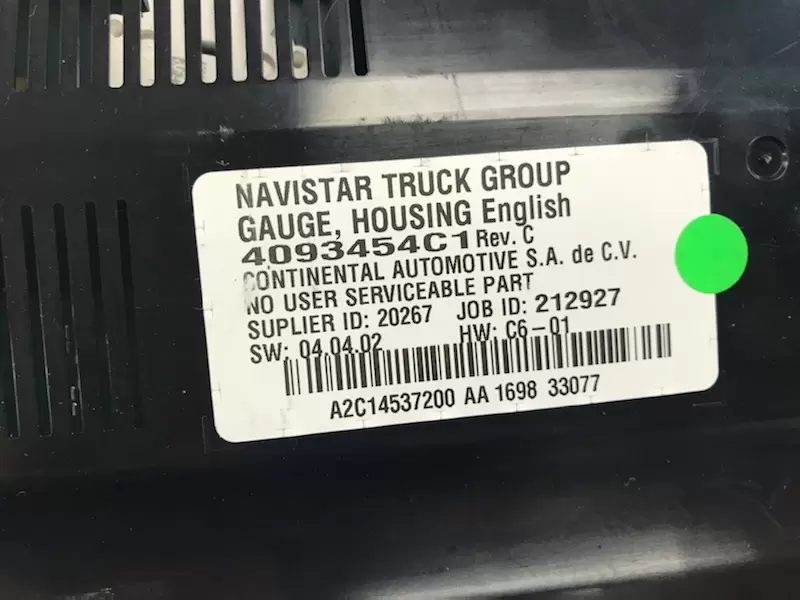 NAVISTAR TRUCK GROUP
GAUGE, HOUSING English
4093454C1 Rev. C
CONTINENTAL AUTOMOTIVE S.A. de C.V.
NO USER SERVICEABLE PART
SUPLIER ID: 20267 JOB ID: 212927
SW: 04.04.02 HW: C6-01
A2C14537200 AA 1698 33077